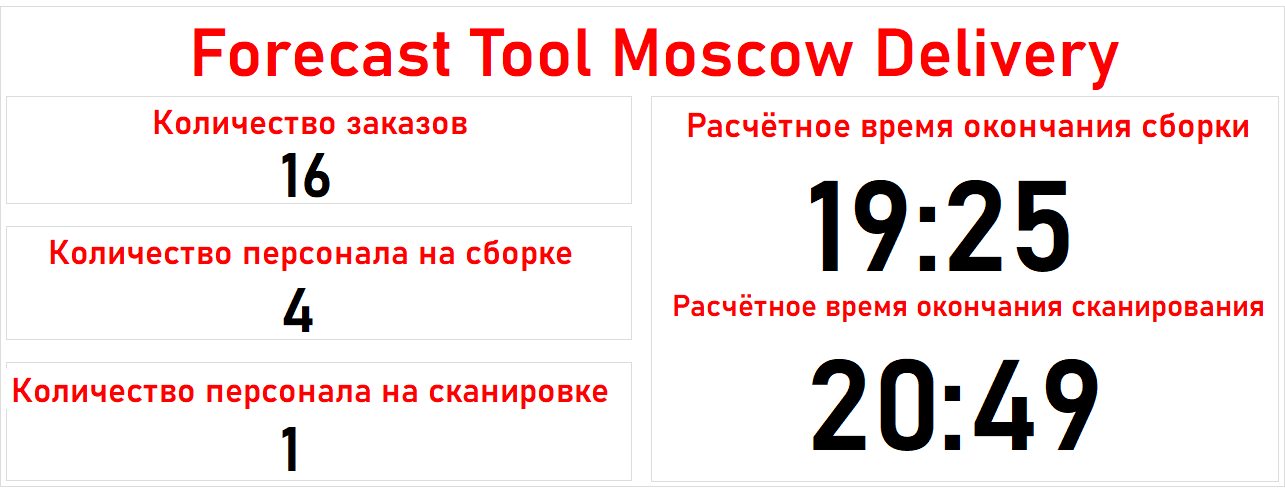 Forecast Tool Moscow Delivery
Количество заказов
16
Количество персонала на сборке
4
Количество персонала на сканировке
1
Расчётное время окончания сборки
19:25
Расчётное время окончания сканирования
20:49